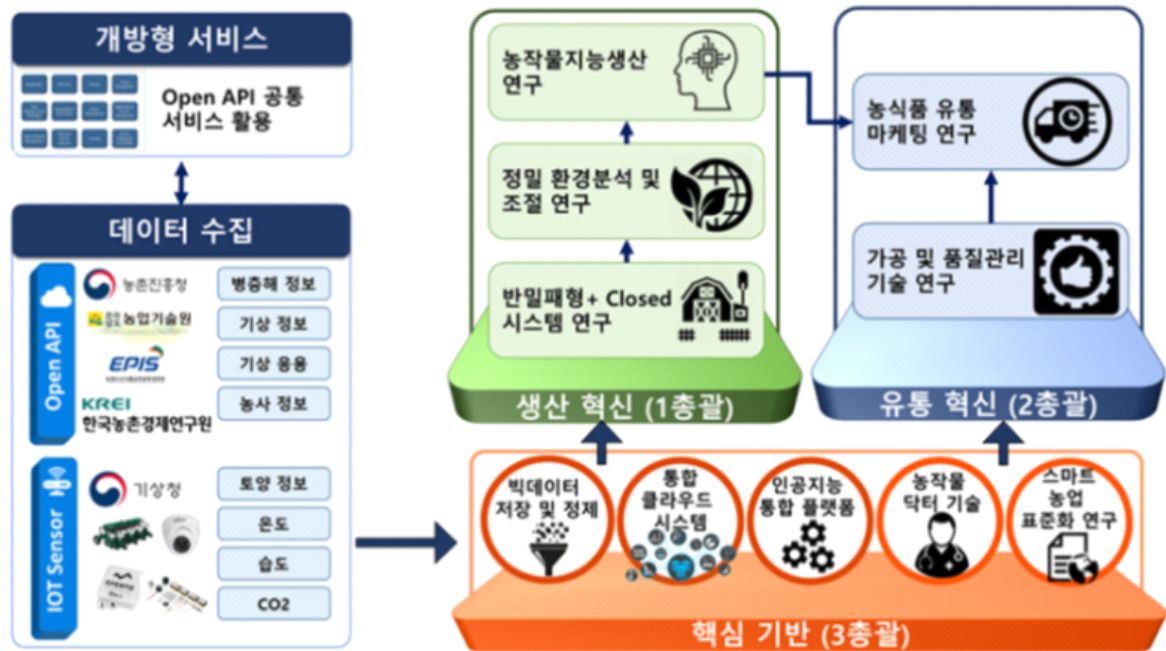 개방형 서비스
Open API 공통
서비스 활용
데이터 수집
Open API
농촌진흥청
농업기술원
EPIS
KREI
한국농촌경제연구원
병충해 정보
기상 정보
기상 응용
농사 정보
IOT Sensor
기상청
토양 정보
온도
습도
CO2
농작물지능생산
연구
정밀 환경분석 및
조절 연구
반밀패형+ Closed
시스템 연구
생산 혁신 (1총괄)
농식품 유통
마케팅 연구
가공 및 품질관리
기술 연구
유통 혁신 (2총괄)
빅데이터
저장 및 정제
통합
클라우드
시스템
인공지능
통합 플랫폼
농작물
닥터 기술
스마트
농업
표준화 연구
핵심 기반 (3총괄)